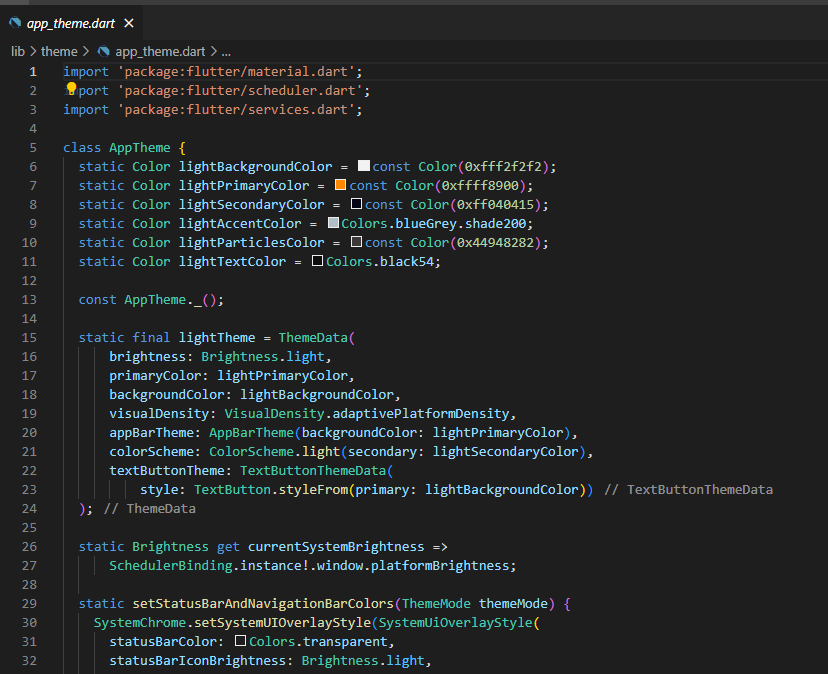 app_theme.dart
lib > theme > app_theme.dart > ...
1 import 'package:flutter/material.dart';
2 port 'package:flutter/scheduler.dart';
3 import 'package:flutter/services.dart';
4
5 class AppTheme {
6 static Color lightBackgroundColor = const Color(0xfff2f2f2);
7 static Color lightPrimaryColor = const Color(0xffff8900);
8 static Color lightSecondaryColor = const Color(0xff040415);
9 static Color lightAccentColor = Colors.blueGrey.shade200;
10 static Color lightParticlesColor = const Color(0x44948282);
11 static Color lightTextColor = Colors.black54;
12
13 const AppTheme._();
14
15 static final lightTheme = ThemeData(
16 brightness: Brightness.light,
17 primaryColor: lightPrimaryColor,
18 backgroundColor: lightBackgroundColor,
19 visualDensity: VisualDensity.adaptivePlatformDensity,
20 appBarTheme: AppBarTheme(backgroundColor: lightPrimaryColor),
21 colorScheme: ColorScheme.light(secondary: lightSecondaryColor),
22 textButtonTheme: TextButtonThemeData(
23 style: TextButton.styleFrom(primary: lightBackgroundColor)) // TextButtonThemeData
24 ); // ThemeData
25
26 static Brightness get currentSystemBrightness =>
27 SchedulerBinding.instance!.window.platformBrightness;
28
29 static setStatusBarAndNavigationBarColors(ThemeMode themeMode) {
30 SystemChrome.setSystemUIOverlayStyle(SystemUiOverlayStyle(
31 statusBarColor: Colors.transparent,
32 statusBarIconBrightness: Brightness.light,